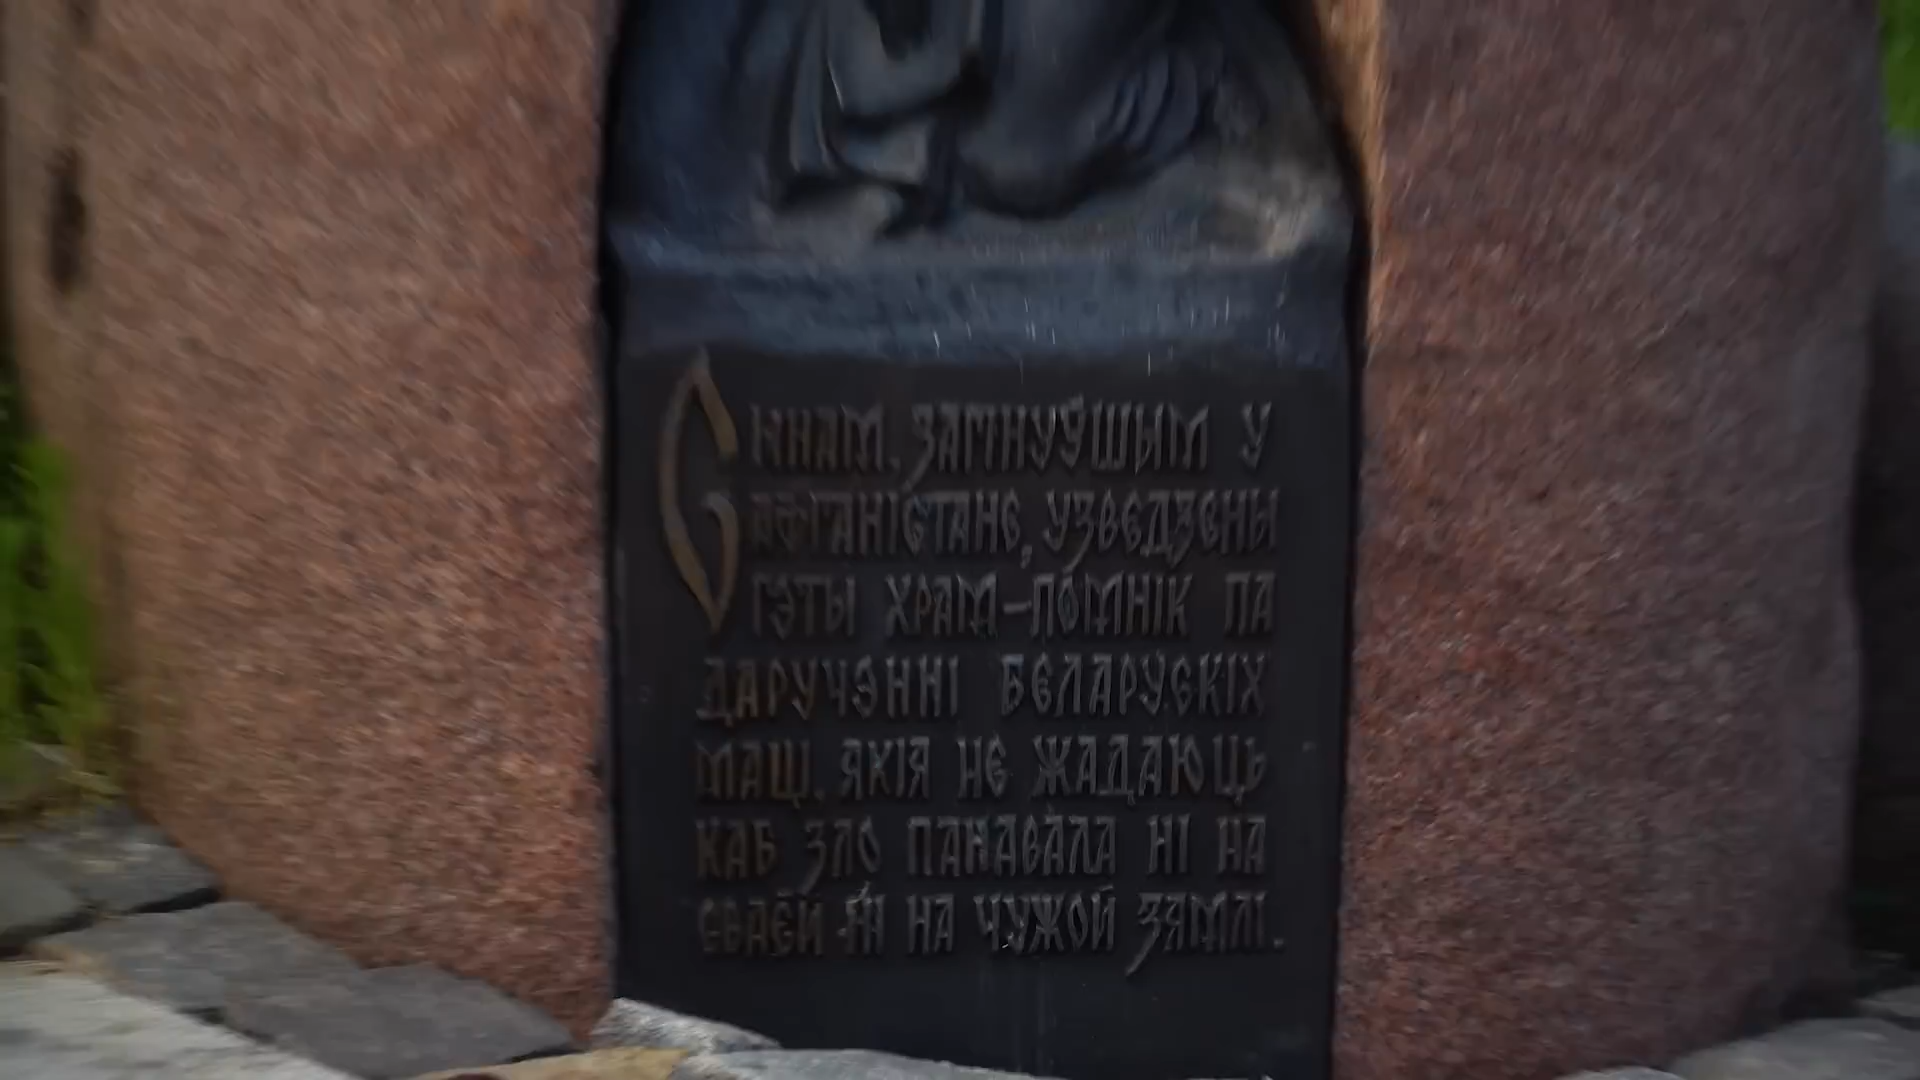 Сынам, загінуўшым у
Афганістане, узведзены
гэты храм–помнік па
даручэнні беларускіх
маці, якія не жадаюць
каб зло панавала ні на
сваёй ні на чужой зямлі.